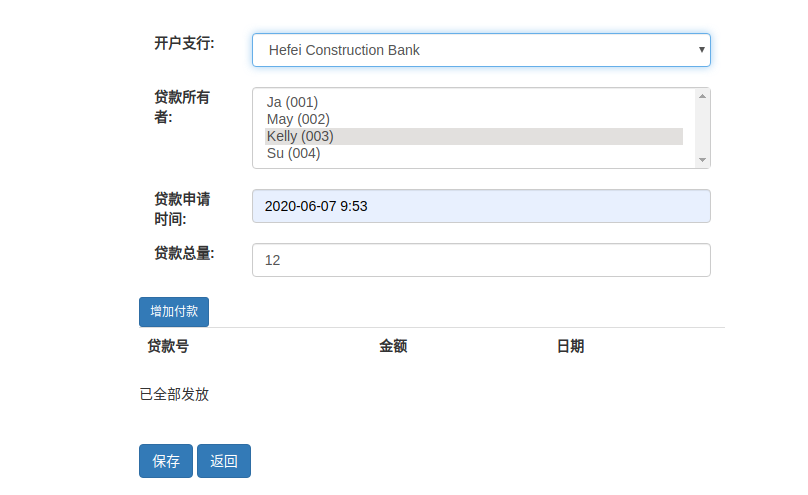 开户支行:
Hefei Construction Bank
贷款所有
者:
Ja (001)
May (002)
Kelly (003)
Su (004)
贷款申请
时间:
2020-06-07 9:53
贷款总量:
12
增加付款
贷款号 金额 日期
已全部发放
保存 返回